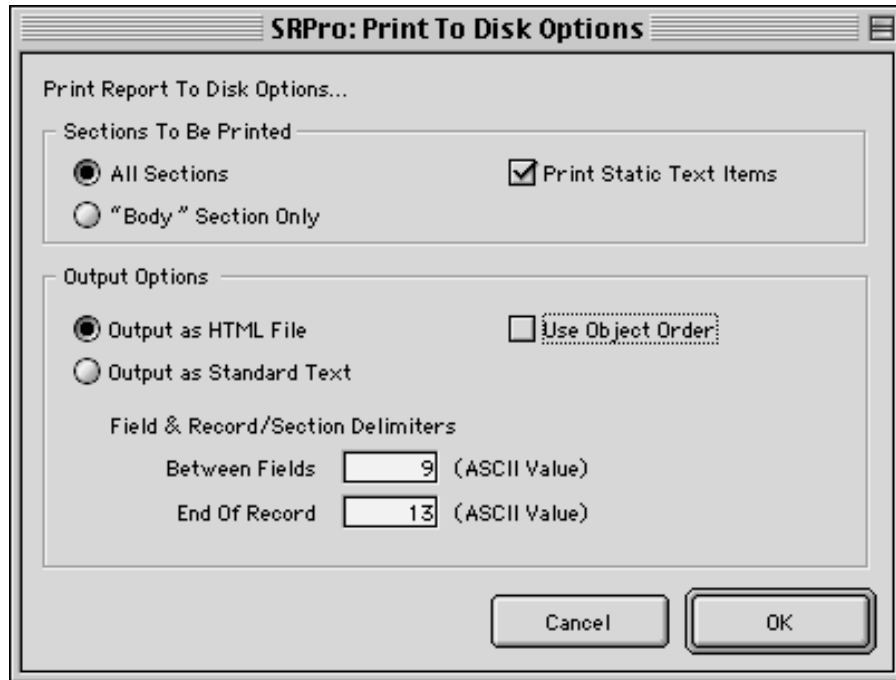 SRPro: Print To Disk Options
Print Report To Disk Options...
Sections To Be Printed
All Sections
Print Static Text Items
"Body" Section Only
Output Options
Output as HTML File
Use Object Order
Output as Standard Text
Field & Record/Section Delimiters
Between Fields 9 (ASCII Value)
End Of Record 13 (ASCII Value)
Cancel OK